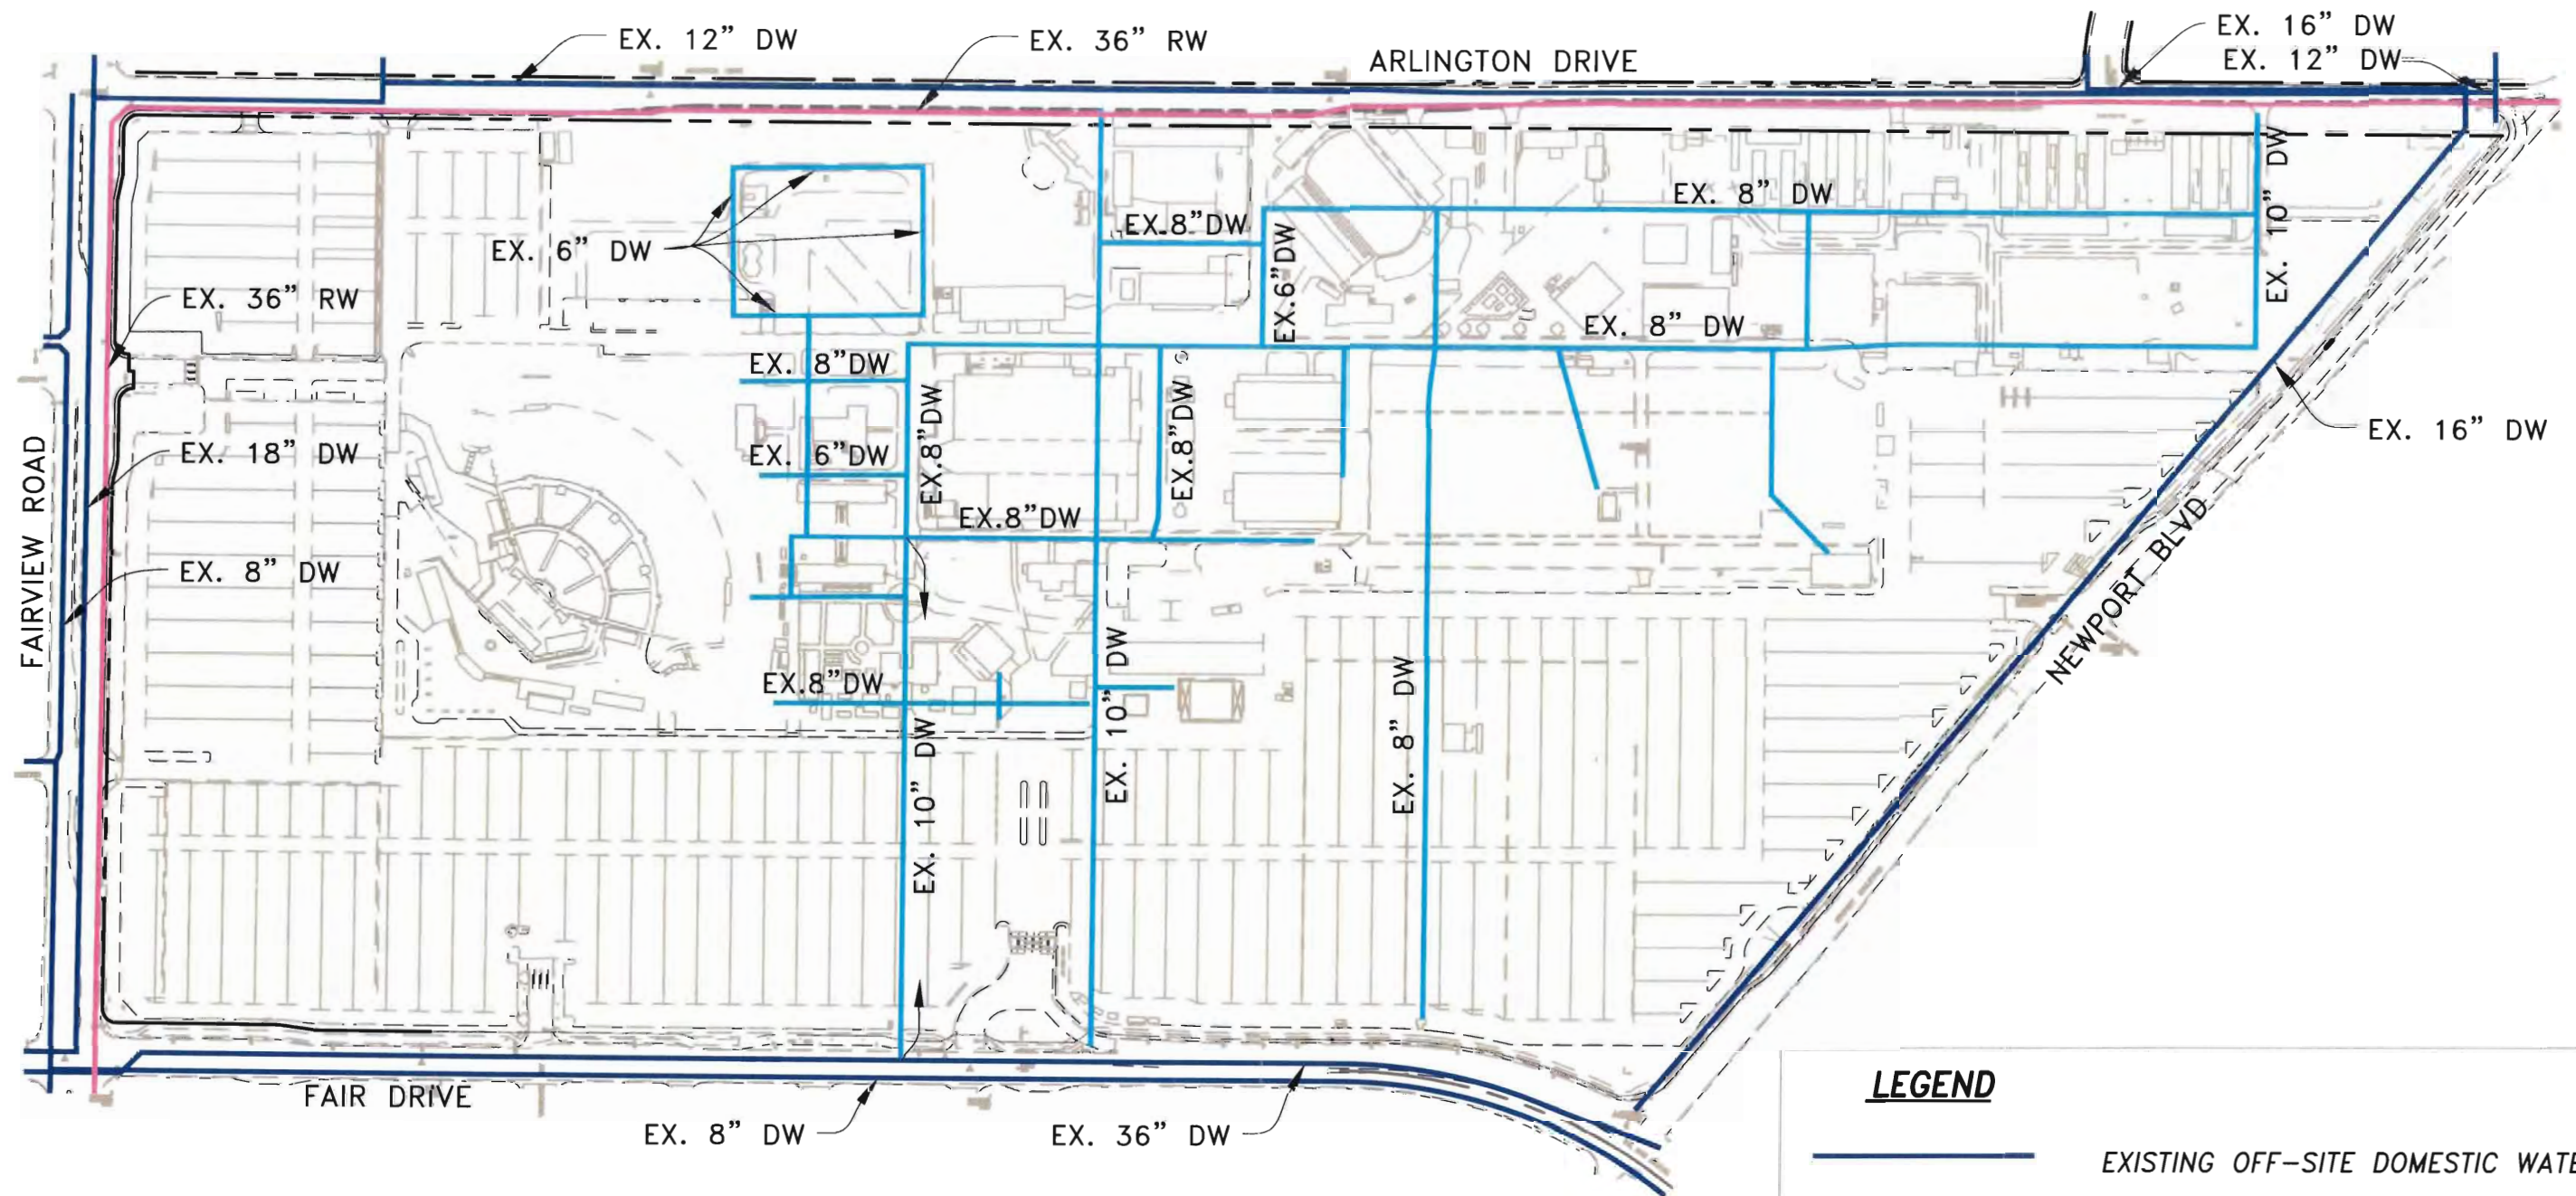 EX. 12" DW
EX. 36" RW
ARLINGTON DRIVE
EX. 16" DW
EX. 12" DW
EX. 8" DW
EX. 10" DW
EX.8" DW
EX. 6" DW
EX.6" DW
EX. 36" RW
EX. 8" DW
EX. 8" DW
EX.8" DW
EX.8" DW
EX. 16" DW
EX. 18" DW
EX. 6" DW
FAIRVIEW ROAD
EX.8" DW
NEWPORT BLVD
EX. 8" DW
EX.8" DW
EX. 10" DW
EX. 8" DW
EX. 10" DW
FAIR DRIVE
EX. 8" DW
EX. 36" DW
LEGEND
EXISTING OFF-SITE DOMESTIC